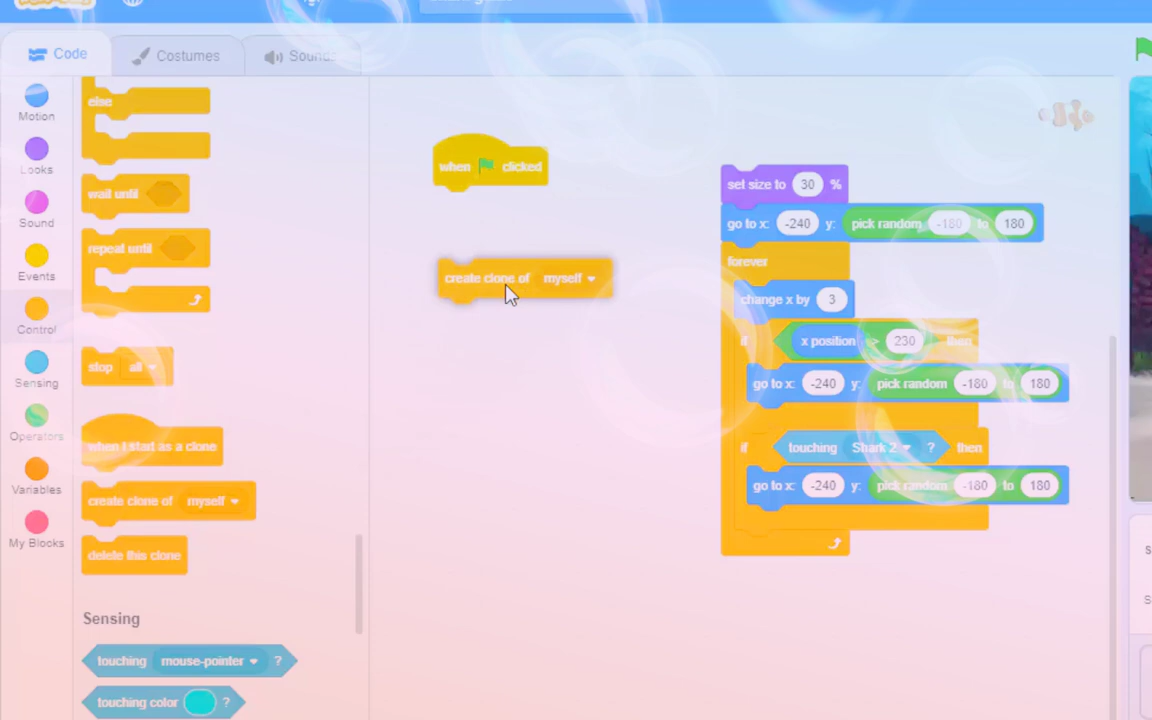 Code
Costumes
Sounds
Motion
Looks
Sound
Events
Control
Sensing
Operators
Variables
My Blocks
else
wait until
repeat until
stop all
when I start as a clone
create clone of myself
delete this clone
Sensing
touching mouse-pointer ?
touching color ?
when clicked
create clone of myself
set size to 30 %
go to x: -240 y: pick random -180 to 180
forever
change x by 3
if x position > 230 then
go to x: -240 y: pick random -180 to 180
if touching Shark 2 ? then
go to x: -240 y: pick random -180 to 180